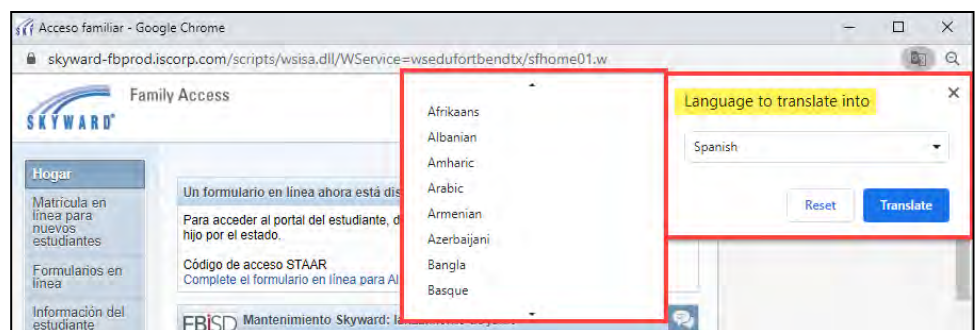 Acceso familiar - Google Chrome
skyward-fbprod.iscorp.com/scripts/wsisa.dll/WService=wsedufortbendtx/sfhome01.w
SKYWARD®
Family Access
Hogar
Matrícula en
línea para
nuevos
estudiantes
Formularios en
línea
Información del
estudiante
Un formulario en línea ahora está dis
Para acceder al portal del estudiante, d
hijo por el estado.
Código de acceso STAAR
Complete el formulario en línea para Al
FBISD Mantenimiento Skyward:
Afrikaans
Albanian
Amharic
Arabic
Armenian
Azerbaijani
Bangla
Basque
Language to translate into
Spanish
Reset Translate